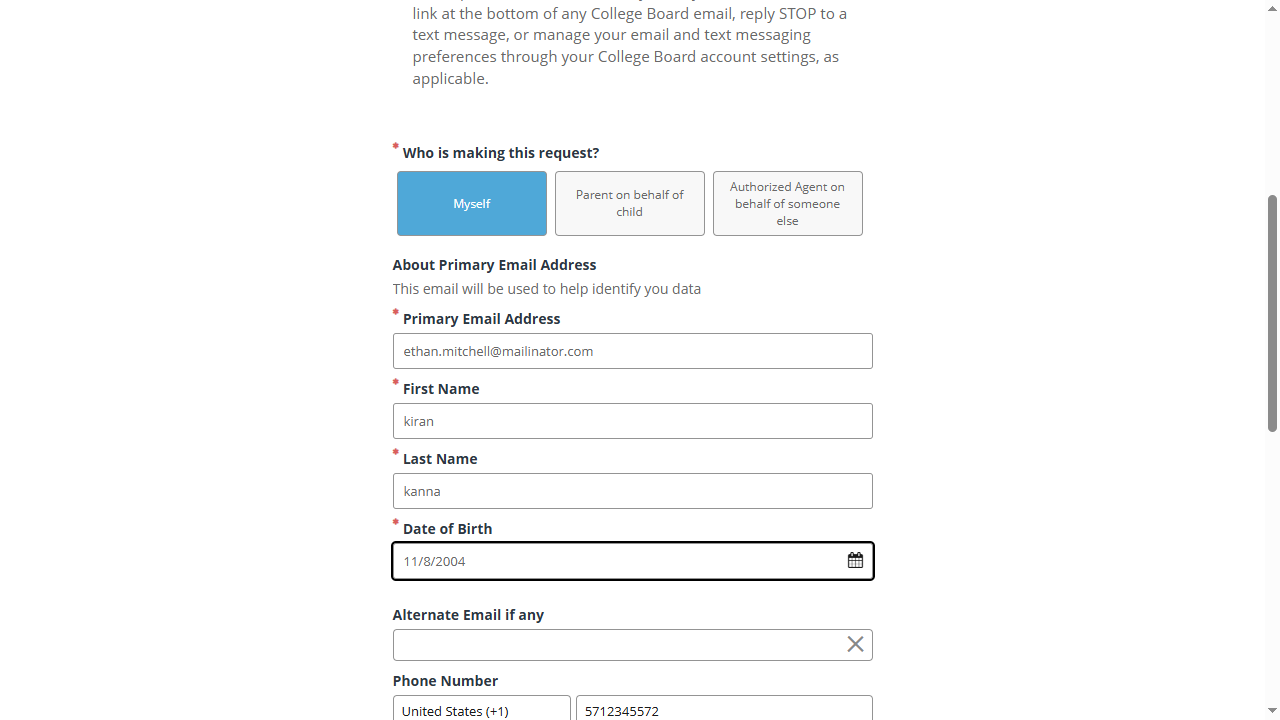 link at the bottom of any College Board email, reply STOP to a
text message, or manage your email and text messaging
preferences through your College Board account settings, as
applicable.
* Who is making this request?
Myself
Parent on behalf of
child
Authorized Agent on
behalf of someone
else
About Primary Email Address
This email will be used to help identify you data
* Primary Email Address
ethan.mitchell@mailinator.com
* First Name
kiran
* Last Name
kanna
* Date of Birth
11/8/2004
Alternate Email if any
Phone Number
United States (+1)
5712345572